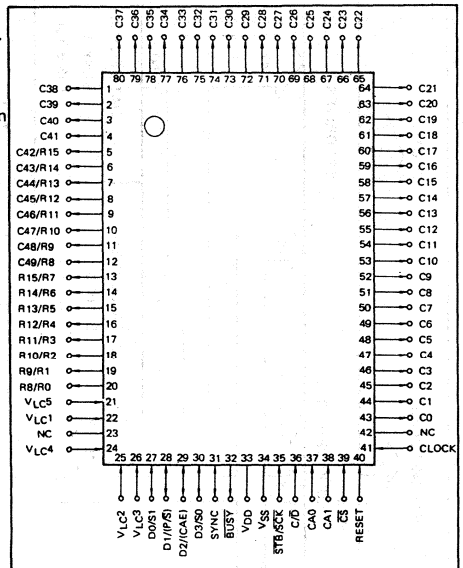 C37 C36 C35 C34 C33 C32 C31 C30 C29 C28 C27 C26 C25 C24 C23 C22
80 79 78 77 76 75 74 73 72 71 70 69 68 67 66 65
C38 1 64 C21
C39 2 63 C20
C40 3 62 C19
C41 4 61 C18
C42/R15 5 60 C17
C43/R14 6 59 C16
C44/R13 7 58 C15
C45/R12 8 57 C14
C46/R11 9 56 C13
C47/R10 10 55 C12
C48/R9 11 54 C11
C49/R8 12 53 C10
R15/R7 13 52 C9
R14/R6 14 51 C8
R13/R5 15 50 C7
R12/R4 16 49 C6
R11/R3 17 48 C5
R10/R2 18 47 C4
R9/R1 19 46 C3
R8/R0 20 45 C2
VLC5 21 44 C1
VLC1 22 43 C0
NC 23 42 NC
VLC4 24 41 CLOCK
25 26 27 28 29 30 31 32 33 34 35 36 37 38 39 40
VLC2 VLC3 D0/S1 D1/(P/S̅) D2/(CAE) D3/S0 SYNC B̅U̅S̅Y̅ VDD VSS S̅T̅B̅/S̅C̅K̅ C/D̅ CA0 CA1 C̅S̅ RESET